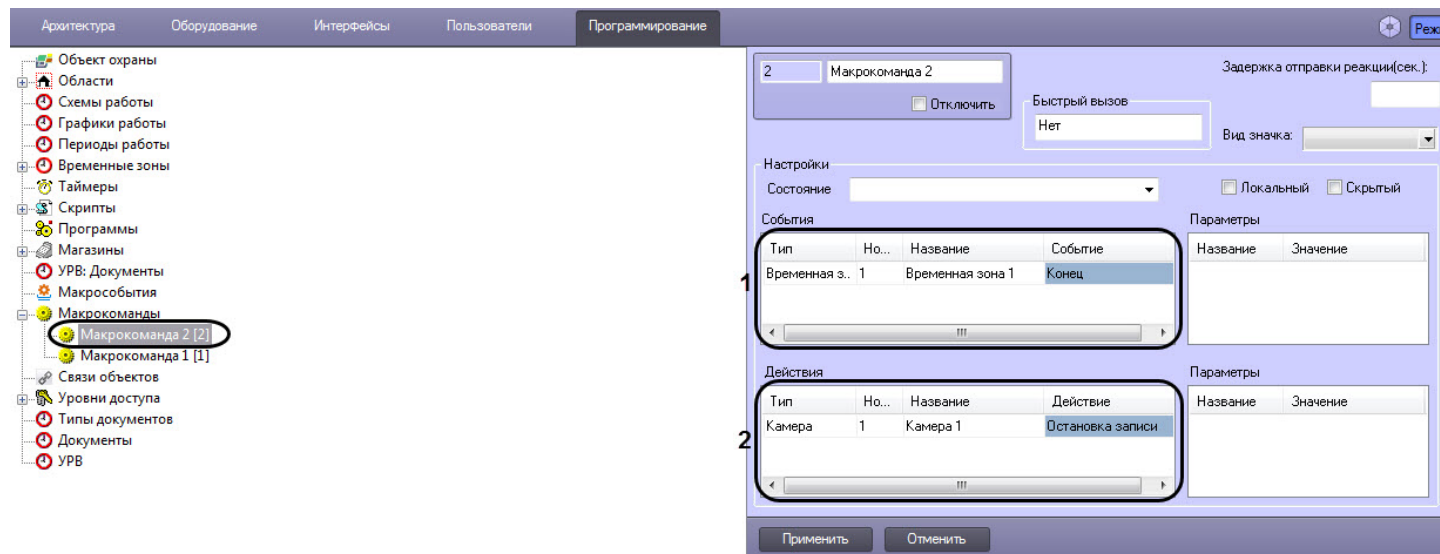 Архитектура Оборудование Интерфейсы Пользователи Программирование
Объект охраны
Области
Схемы работы
Графики работы
Периоды работы
Временные зоны
Таймеры
Скрипты
Программы
Магазины
УРВ: Документы
Макрособытия
Макрокоманды
Макрокоманда 2 [2]
Макрокоманда 1 [1]
Связи объектов
Уровни доступа
Типы документов
Документы
УРВ
2 Макрокоманда 2 Задержка отправки реакции(сек.):
Отключить
Быстрый вызов
Нет
Вид значка:
Настройки
Состояние Локальный Скрытый
События Параметры
Тип Но... Название Событие Название Значение
1 Временная з.. 1 Временная зона 1 Конец
Действия Параметры
Тип Но... Название Действие Название Значение
2 Камера 1 Камера 1 Остановка записи
Применить Отменить